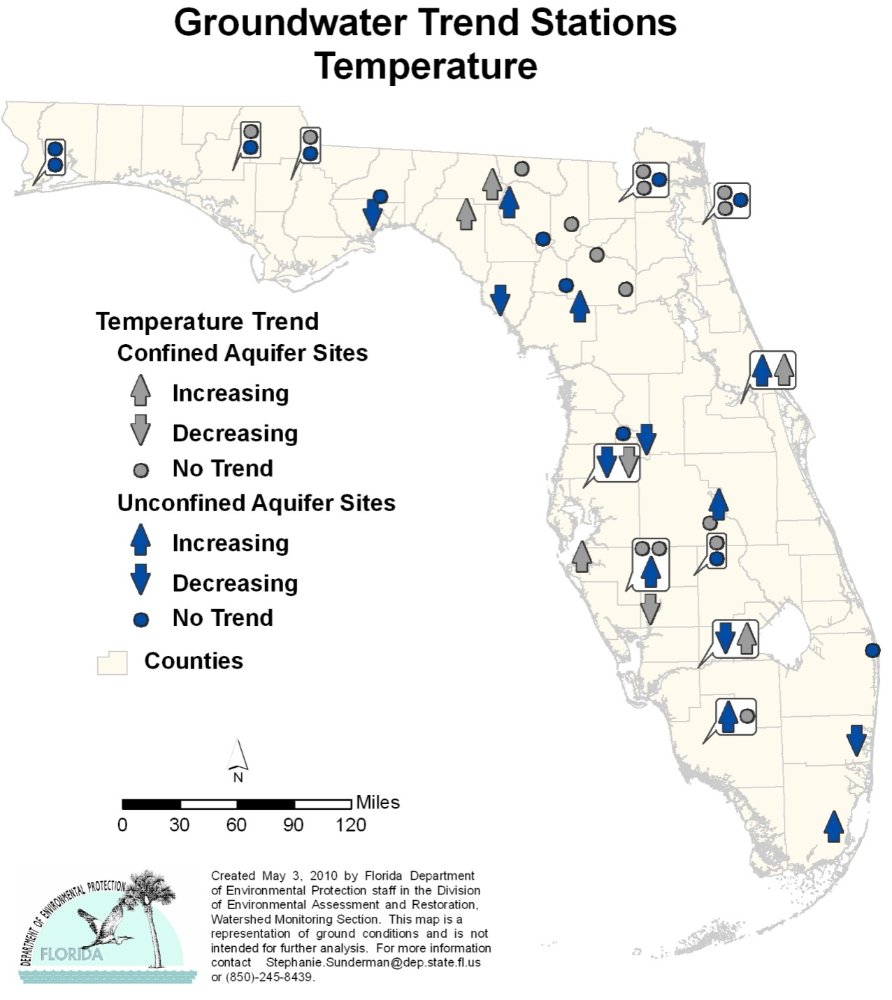 Groundwater Trend Stations
Temperature
Temperature Trend
Confined Aquifer Sites
Increasing
Decreasing
No Trend
Unconfined Aquifer Sites
Increasing
Decreasing
No Trend
Counties
N
Miles
0 30 60 90 120
DEPARTMENT OF ENVIRONMENTAL PROTECTION
FLORIDA
Created May 3, 2010 by Florida Department
of Environmental Protection staff in the Division
of Environmental Assessment and Restoration,
Watershed Monitoring Section. This map is a
representation of ground conditions and is not
intended for further analysis. For more information
contact Stephanie.Sunderman@dep.state.fl.us
or (850)-245-8439.